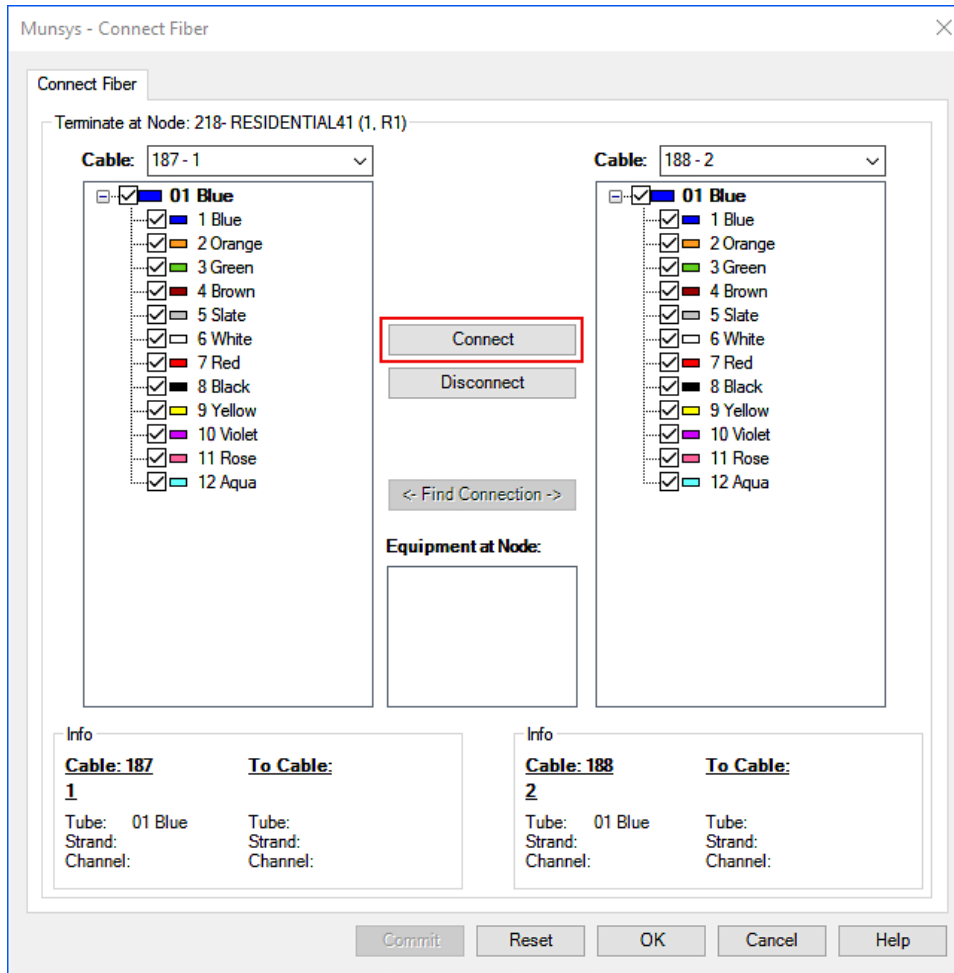 Munsys - Connect Fiber
Connect Fiber
Terminate at Node: 218- RESIDENTIAL41 (1, R1)
Cable: 187 - 1
01 Blue
1 Blue
2 Orange
3 Green
4 Brown
5 Slate
6 White
7 Red
8 Black
9 Yellow
10 Violet
11 Rose
12 Aqua
Connect
Disconnect
<- Find Connection ->
Equipment at Node:
Cable: 188 - 2
01 Blue
1 Blue
2 Orange
3 Green
4 Brown
5 Slate
6 White
7 Red
8 Black
9 Yellow
10 Violet
11 Rose
12 Aqua
Info
Cable: 187 To Cable:
1
Tube: 01 Blue Tube:
Strand: Strand:
Channel: Channel:
Info
Cable: 188 To Cable:
2
Tube: 01 Blue Tube:
Strand: Strand:
Channel: Channel:
Commit Reset OK Cancel Help